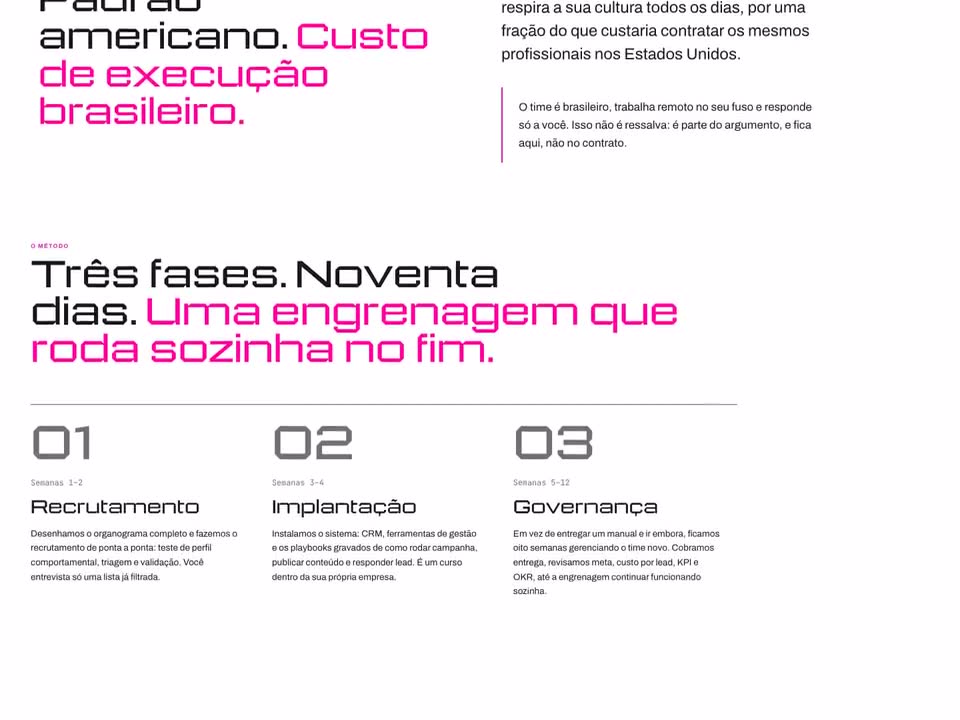 Padrão
americano. Custo
de execução
brasileiro.
respira a sua cultura todos os dias, por uma
fração do que custaria contratar os mesmos
profissionais nos Estados Unidos.
O time é brasileiro, trabalha remoto no seu fuso e responde
só a você. Isso não é ressalva: é parte do argumento, e fica
aqui, não no contrato.
O MÉTODO
Três fases. Noventa
dias. Uma engrenagem que
roda sozinha no fim.
01
Semanas 1–2
Recrutamento
Desenhamos o organograma completo e fazemos o
recrutamento de ponta a ponta: teste de perfil
comportamental, triagem e validação. Você
entrevista só uma lista já filtrada.
02
Semanas 3–4
Implantação
Instalamos o sistema: CRM, ferramentas de gestão
e os playbooks gravados de como rodar campanha,
publicar conteúdo e responder lead. É um curso
dentro da sua própria empresa.
03
Semanas 5–12
Governança
Em vez de entregar um manual e ir embora, ficamos
oito semanas gerenciando o time novo. Cobramos
entrega, revisamos meta, custo por lead, KPI e
OKR, até a engrenagem continuar funcionando
sozinha.